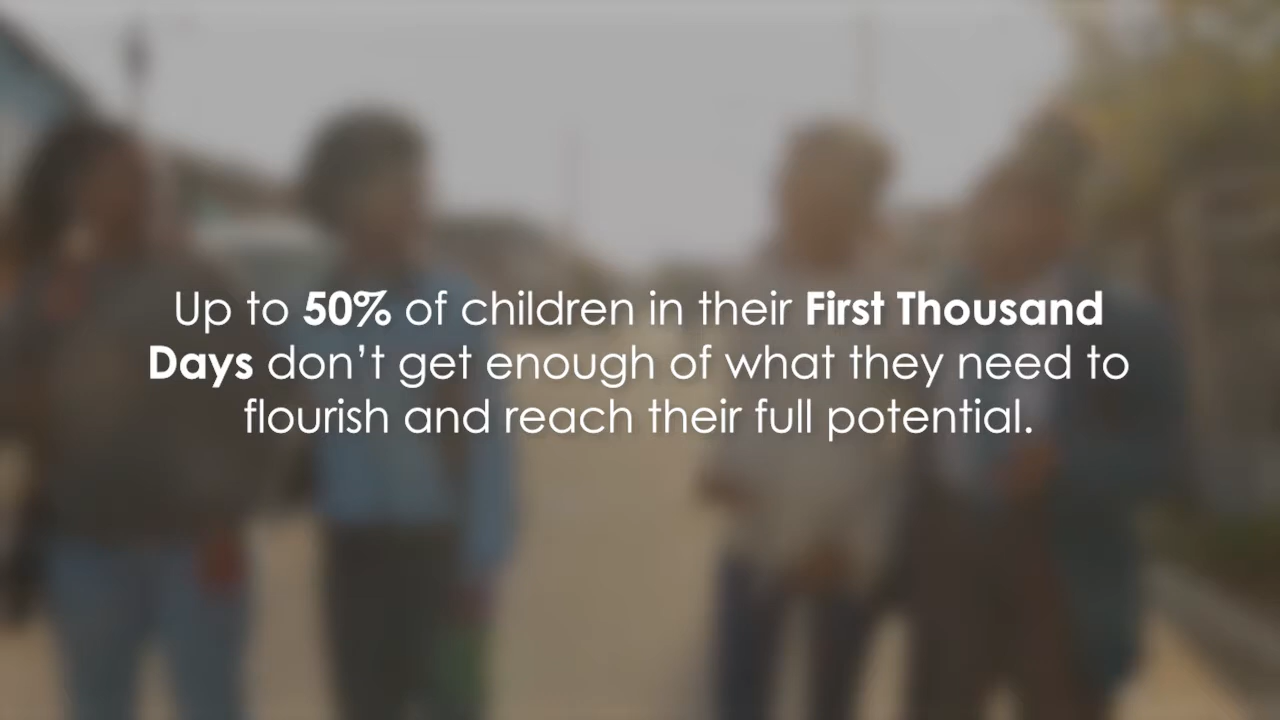 Up to 50% of children in their First Thousand
Days don’t get enough of what they need to
flourish and reach their full potential.